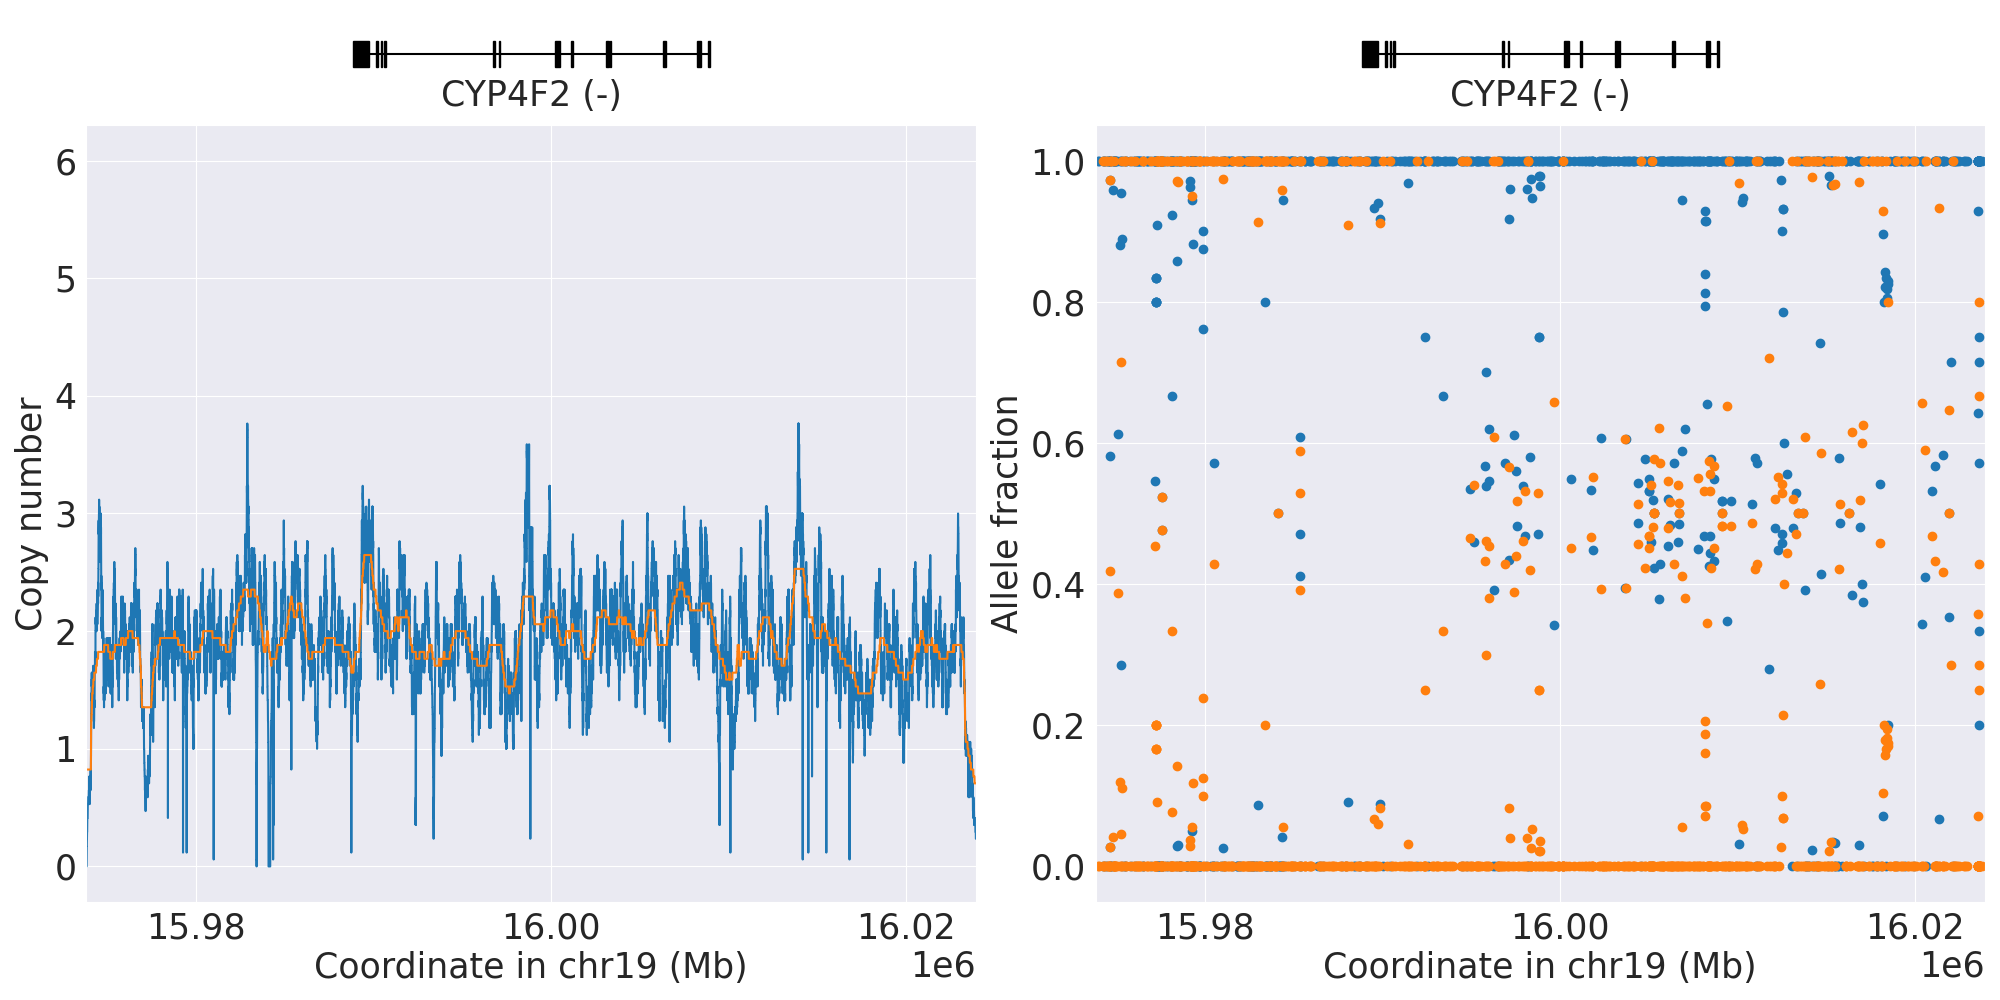 CYP4F2 (-)
6
5
4
3
2
1
0
Copy number
15.98
16.00
16.02
Coordinate in chr19 (Mb)
1e6
CYP4F2 (-)
1.0
0.8
0.6
0.4
0.2
0.0
Allele fraction
15.98
16.00
16.02
Coordinate in chr19 (Mb)
1e6